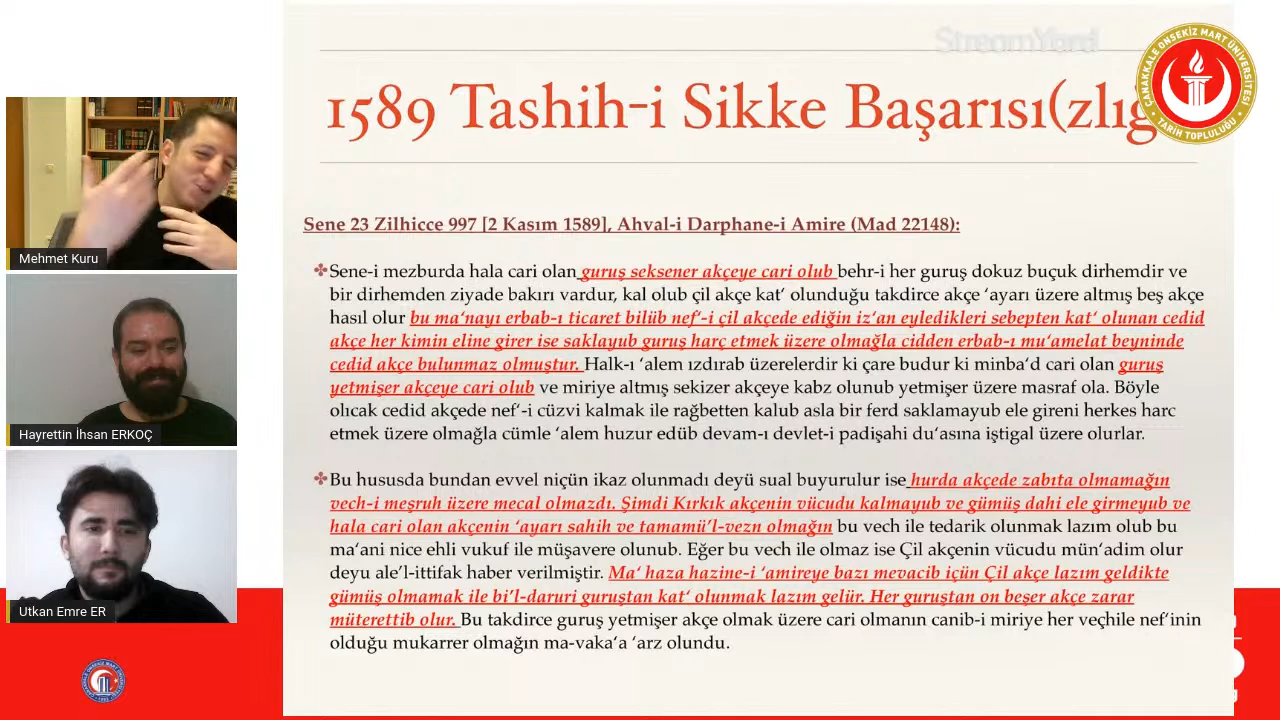 StreamYard
ÇANAKKALE ONSEKİZ MART ÜNİVERSİTESİ
TARİH TOPLULUĞU
1589 Tashih-i Sikke Başarısı(zlığ
Sene 23 Zilhicce 997 [2 Kasım 1589], Ahval-i Darphane-i Amire (Mad 22148):
Sene-i mezburda hala cari olan guruş seksener akçeye cari olub behr-i her guruş dokuz buçuk dirhemdir ve
bir dirhemden ziyade bakırı vardur, kal olub çil akçe kat‘ olunduğu takdirce akçe ‘ayarı üzere altmış beş akçe
hasıl olur bu ma‘nayı erbab-ı ticaret bilüb nef‘-i çil akçede ediğin iz‘an eyledikleri sebepten kat‘ olunan cedid
akçe her kimin eline girer ise saklayub guruş harç etmek üzere olmağla cidden erbab-ı mu‘amelat beyninde
cedid akçe bulunmaz olmuştur. Halk-ı ‘alem ızdırab üzerelerdir ki çare budur ki minba‘d cari olan guruş
yetmişer akçeye cari olub ve miriye altmış sekizer akçeye kabz olunub yetmişer üzere masraf ola. Böyle
olıcak cedid akçede nef‘-i cüzvi kalmak ile rağbetten kalub asla bir ferd saklamayub ele gireni herkes harc
etmek üzere olmağla cümle ‘alem huzur edüb devam-ı devlet-i padişahi du‘asına iştigal üzere olurlar.
Bu hususda bundan evvel niçün ikaz olunmadı deyü sual buyurulur ise hurda akçede zabıta olmamağın
vech-i meşruh üzere mecal olmazdı. Şimdi Kırkık akçenin vücudu kalmayub ve gümüş dahi ele girmeyub ve
hala cari olan akçenin ‘ayarı sahih ve tamamü’l-vezn olmağın bu vech ile tedarik olunmak lazım olub bu
ma‘ani nice ehli vukuf ile müşavere olunub. Eğer bu vech ile olmaz ise Çil akçenin vücudu mün‘adim olur
deyu ale’l-ittifak haber verilmiştir. Ma‘ haza hazine-i ‘amireye bazı mevacib içün Çil akçe lazım geldikte
gümüş olmamak ile bi’l-daruri guruştan kat‘ olunmak lazım gelür. Her guruştan on beşer akçe zarar
müterettib olur. Bu takdirce guruş yetmişer akçe olmak üzere cari olmanın canib-i miriye her veçhile nef‘inin
olduğu mukarrer olmağın ma-vaka‘a ‘arz olundu.
Mehmet Kuru
Hayrettin İhsan ERKOÇ
Utkan Emre ER